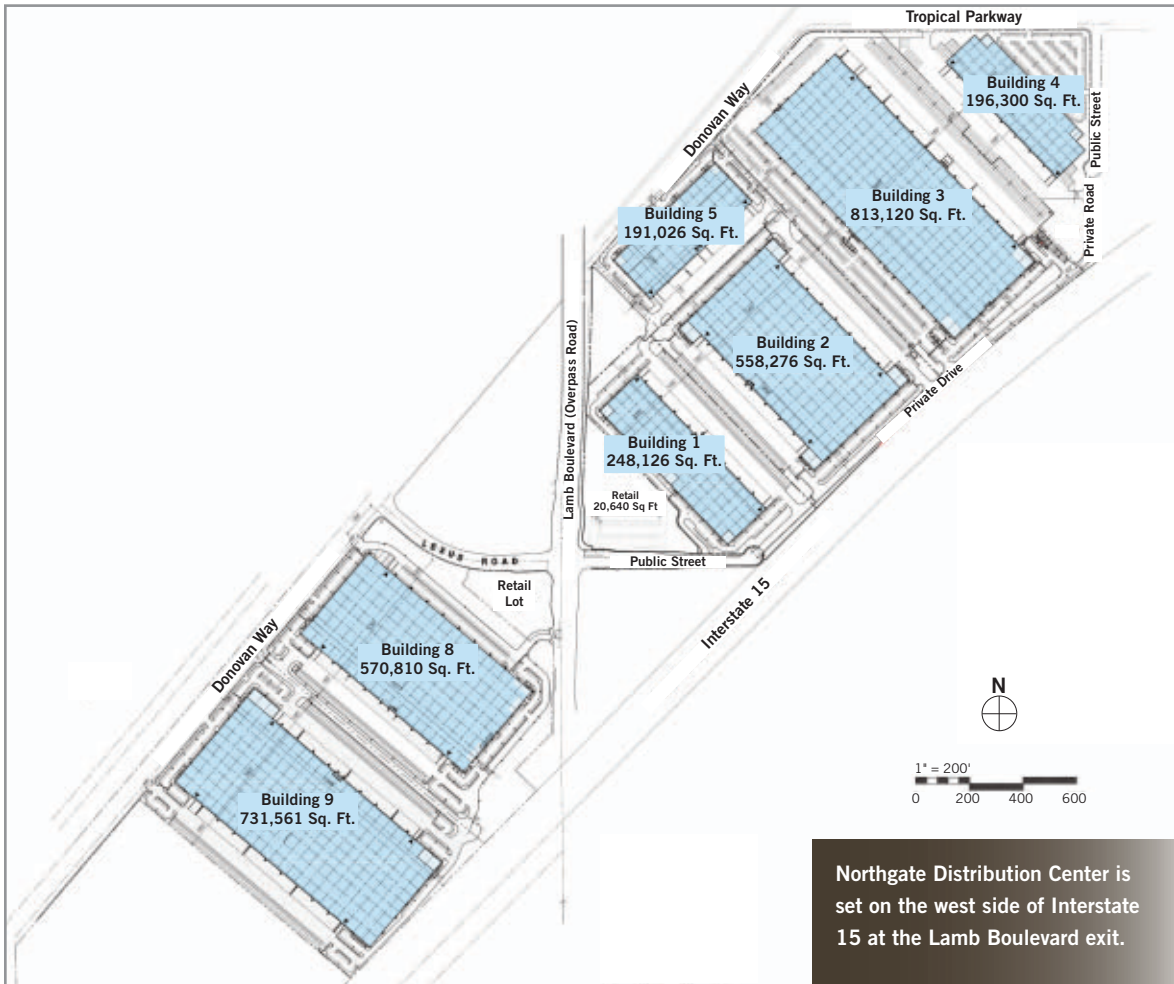 Tropical Parkway
Building 4
196,300 Sq. Ft.
Donovan Way
Public Street
Building 3
813,120 Sq. Ft.
Building 5
191,026 Sq. Ft.
Private Road
Building 2
558,276 Sq. Ft.
Private Drive
Lamb Boulevard (Overpass Road)
Building 1
248,126 Sq. Ft.
Retail
20,640 Sq Ft
LEXUS ROAD
Public Street
Retail
Lot
Interstate 15
Donovan Way
Building 8
570,810 Sq. Ft.
N
1" = 200'
0 200 400 600
Building 9
731,561 Sq. Ft.
Northgate Distribution Center is
set on the west side of Interstate
15 at the Lamb Boulevard exit.